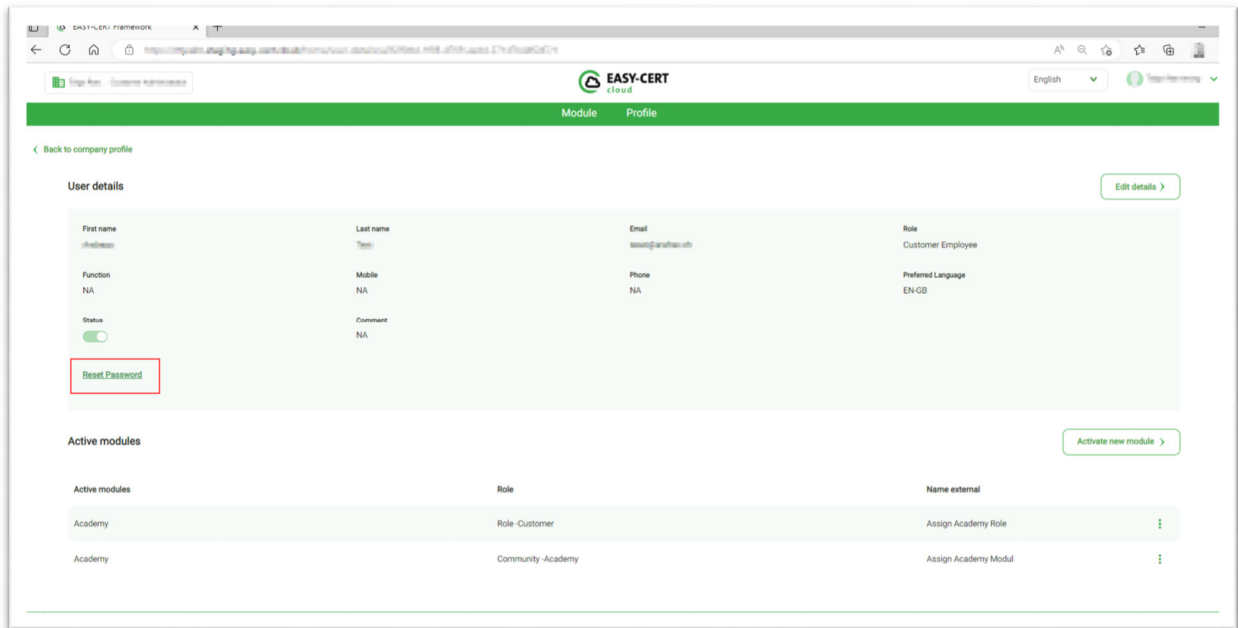 EASY-CERT Framework
EASY-CERT
cloud
English
Module Profile
Back to company profile
User details
Edit details
First name Last name Email Role
Customer Employee
Function Mobile Phone Preferred Language
NA NA NA EN-GB
Status Comment
NA
Reset Password
Active modules
Activate new module
Active modules Role Name external
Academy Role -Customer Assign Academy Role
Academy Community -Academy Assign Academy Modul